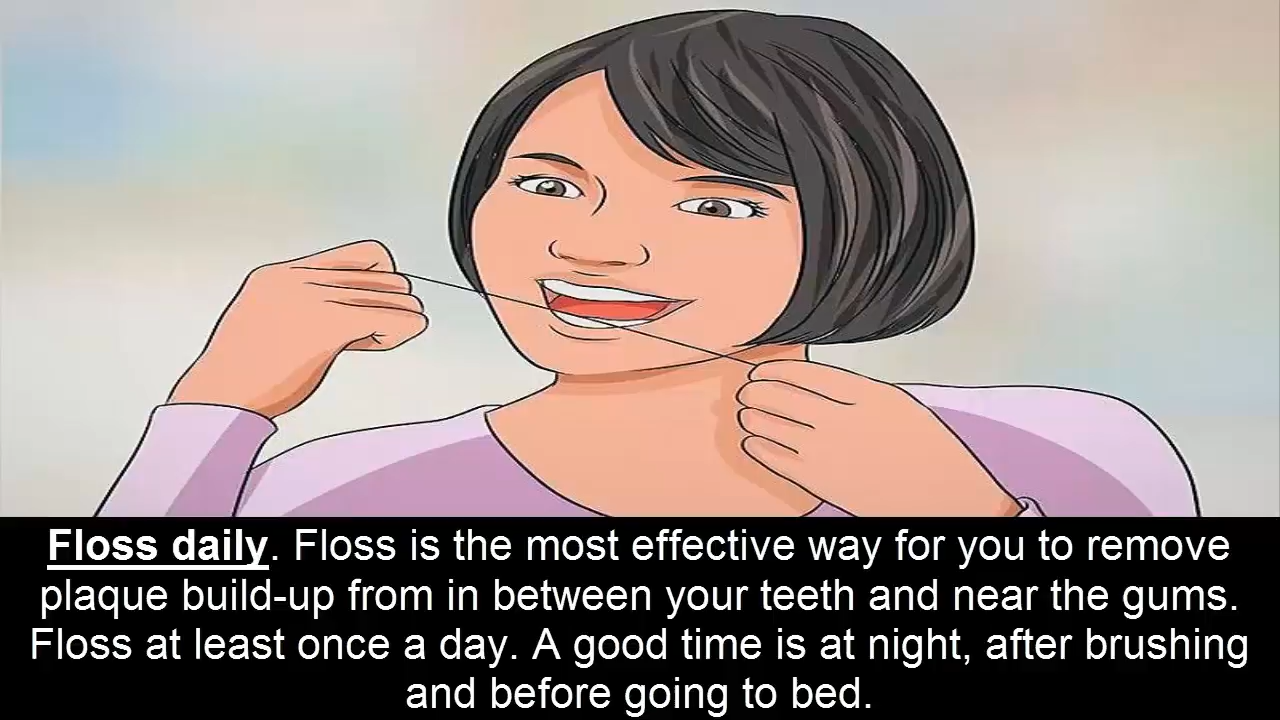 Floss daily. Floss is the most effective way for you to remove
plaque build-up from in between your teeth and near the gums.
Floss at least once a day. A good time is at night, after brushing
and before going to bed.